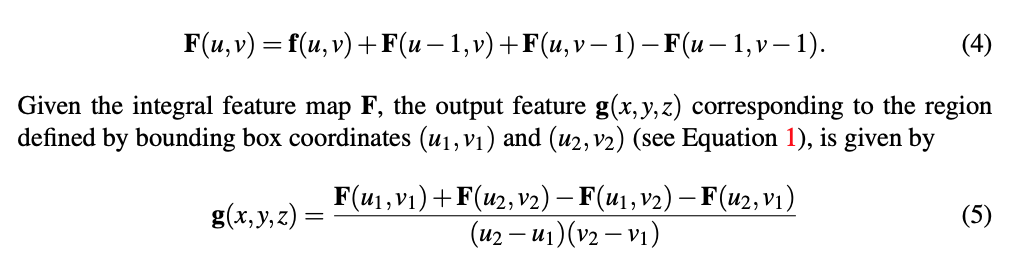 F(u,v) = f(u,v) + F(u−1,v) + F(u,v−1) − F(u−1,v−1). (4)
Given the integral feature map F, the output feature g(x,y,z) corresponding to the region
defined by bounding box coordinates (u₁,v₁) and (u₂,v₂) (see Equation 1), is given by
g(x,y,z) = F(u₁,v₁) + F(u₂,v₂) − F(u₁,v₂) − F(u₂,v₁) (5)
(u₂ − u₁)(v₂ − v₁)